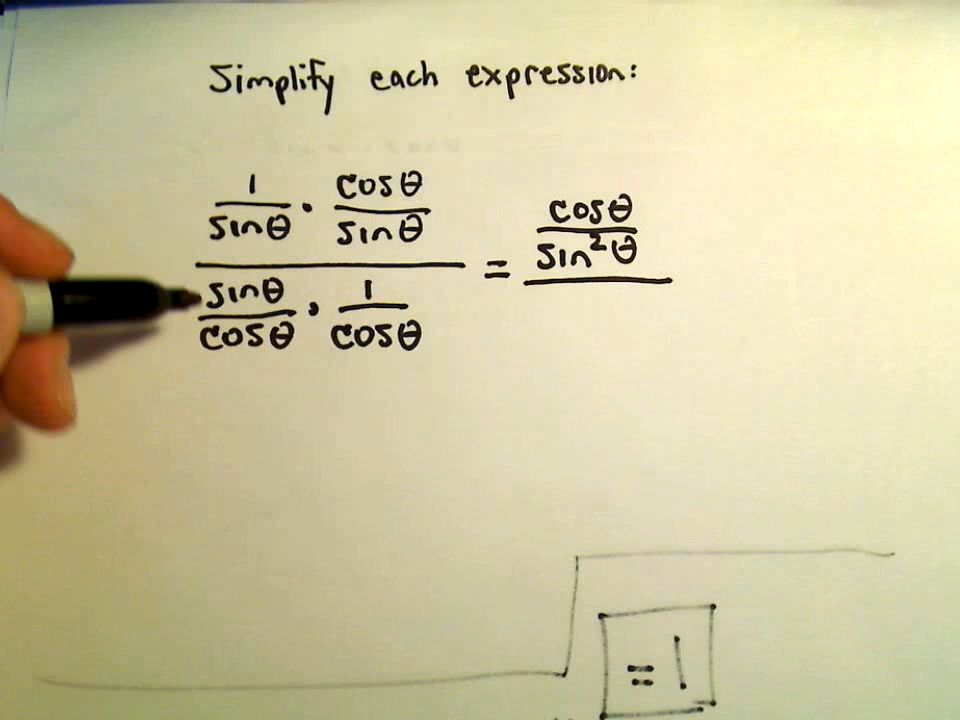 Simplify each expression:
1/sinθ · cosθ/sinθ
sinθ/cosθ · 1/cosθ
= cosθ/sin²θ
= 1